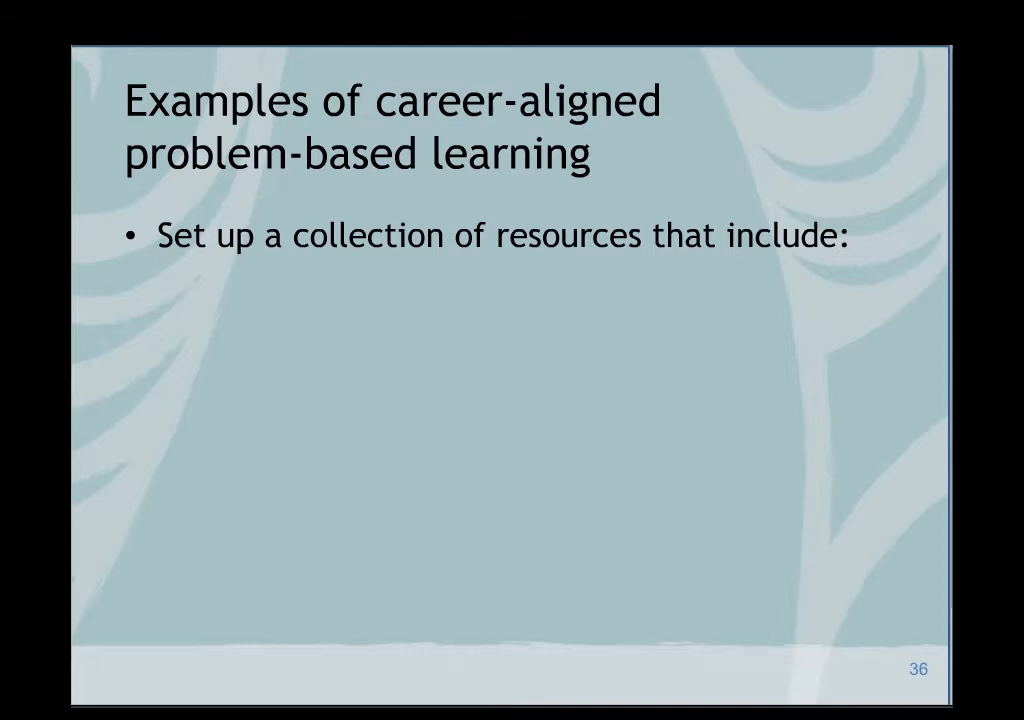 Examples of career-aligned
problem-based learning
• Set up a collection of resources that include:
36